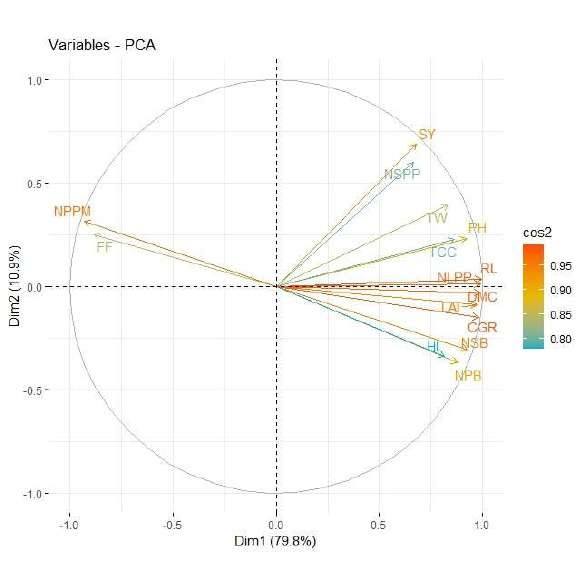 Variables - PCA
1.0
0.5
0.0
-0.5
-1.0
Dim2 (10.9%)
SY
NSPP
NPPM
TW
PH
FF
TCC
RL
NLPP
DMC
LAI
CGR
NSB
HI
NPB
-1.0 -0.5 0.0 0.5 1.0
Dim1 (79.8%)
cos2
0.95
0.90
0.85
0.80